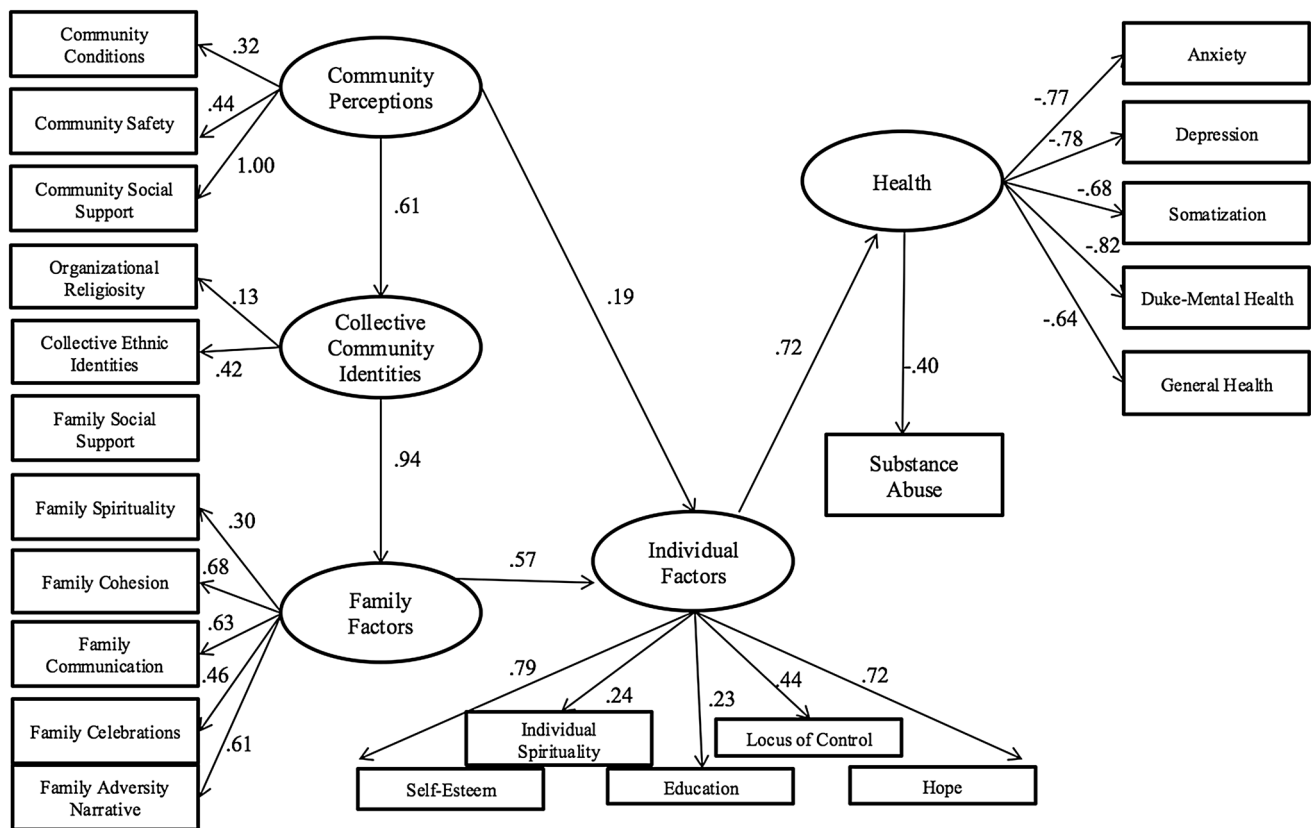 Community
Conditions
.32
Community
Perceptions
Community Safety
.44
Community Social
Support
1.00
.61
Organizational
Religiosity
.13
Collective
Community
Identities
Collective Ethnic
Identities
.42
Family Social
Support
.94
Family Spirituality
.30
Family Cohesion
.68
Family
Communication
.63
Family
Factors
.57
Family Celebrations
.46
Family Adversity
Narrative
.61
.19
Individual
Factors
.79
.24
.23
.44
.72
Self-Esteem
Individual
Spirituality
Education
Locus of Control
Hope
.72
Health
-.40
Substance
Abuse
-.77
Anxiety
-.78
Depression
-.68
Somatization
-.82
Duke-Mental Health
-.64
General Health